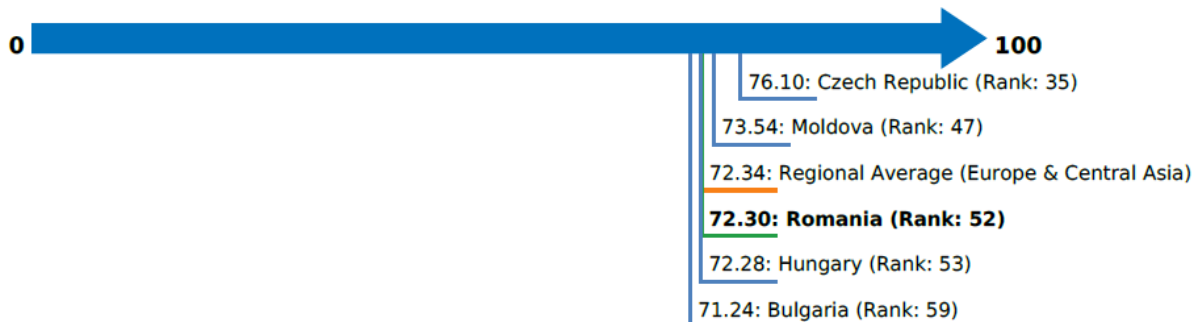 0
100
76.10: Czech Republic (Rank: 35)
73.54: Moldova (Rank: 47)
72.34: Regional Average (Europe & Central Asia)
72.30: Romania (Rank: 52)
72.28: Hungary (Rank: 53)
71.24: Bulgaria (Rank: 59)